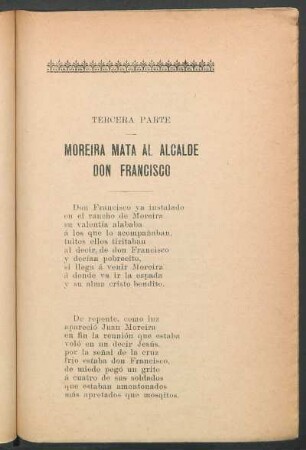 TERCERA PARTE
MOREIRA MATA AL ALCALDE
DON FRANCISCO
Don Francisco ya instalado
en el rancho de Moreira
su valentía alababa
á los que lo acompañaban,
tuitos ellos tiritaban
al decir, de don Francisco
y decían pobrecito,
si llega á venir Moreira
á donde va ir la espada
y su alma cristo bendito.
De repente, como luz
apareció Juan Moreira
en fin la reunión que estaba
voló en un decir Jesús,
por la señal de la cruz
frio estaba don Francisco,
de miedo pegó un grito
á cuatro de sus soldados
que estaban amontonados
más apretados que mosquitos.